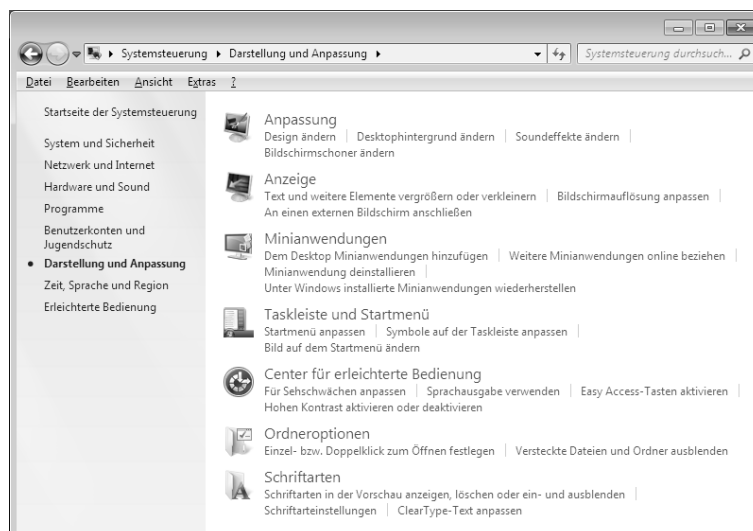 Systemsteuerung ▸ Darstellung und Anpassung ▸
Systemsteuerung durchsuch...
Datei Bearbeiten Ansicht Extras ?
Startseite der Systemsteuerung
System und Sicherheit
Netzwerk und Internet
Hardware und Sound
Programme
Benutzerkonten und
Jugendschutz
Darstellung und Anpassung
Zeit, Sprache und Region
Erleichterte Bedienung
Anpassung
Design ändern | Desktophintergrund ändern | Soundeffekte ändern |
Bildschirmschoner ändern
Anzeige
Text und weitere Elemente vergrößern oder verkleinern | Bildschirmauflösung anpassen |
An einen externen Bildschirm anschließen
Minianwendungen
Dem Desktop Minianwendungen hinzufügen | Weitere Minianwendungen online beziehen |
Minianwendung deinstallieren |
Unter Windows installierte Minianwendungen wiederherstellen
Taskleiste und Startmenü
Startmenü anpassen | Symbole auf der Taskleiste anpassen |
Bild auf dem Startmenü ändern
Center für erleichterte Bedienung
Für Sehschwächen anpassen | Sprachausgabe verwenden | Easy Access-Tasten aktivieren |
Hohen Kontrast aktivieren oder deaktivieren
Ordneroptionen
Einzel- bzw. Doppelklick zum Öffnen festlegen | Versteckte Dateien und Ordner ausblenden
Schriftarten
Schriftarten in der Vorschau anzeigen, löschen oder ein- und ausblenden |
Schriftarteinstellungen | ClearType-Text anpassen